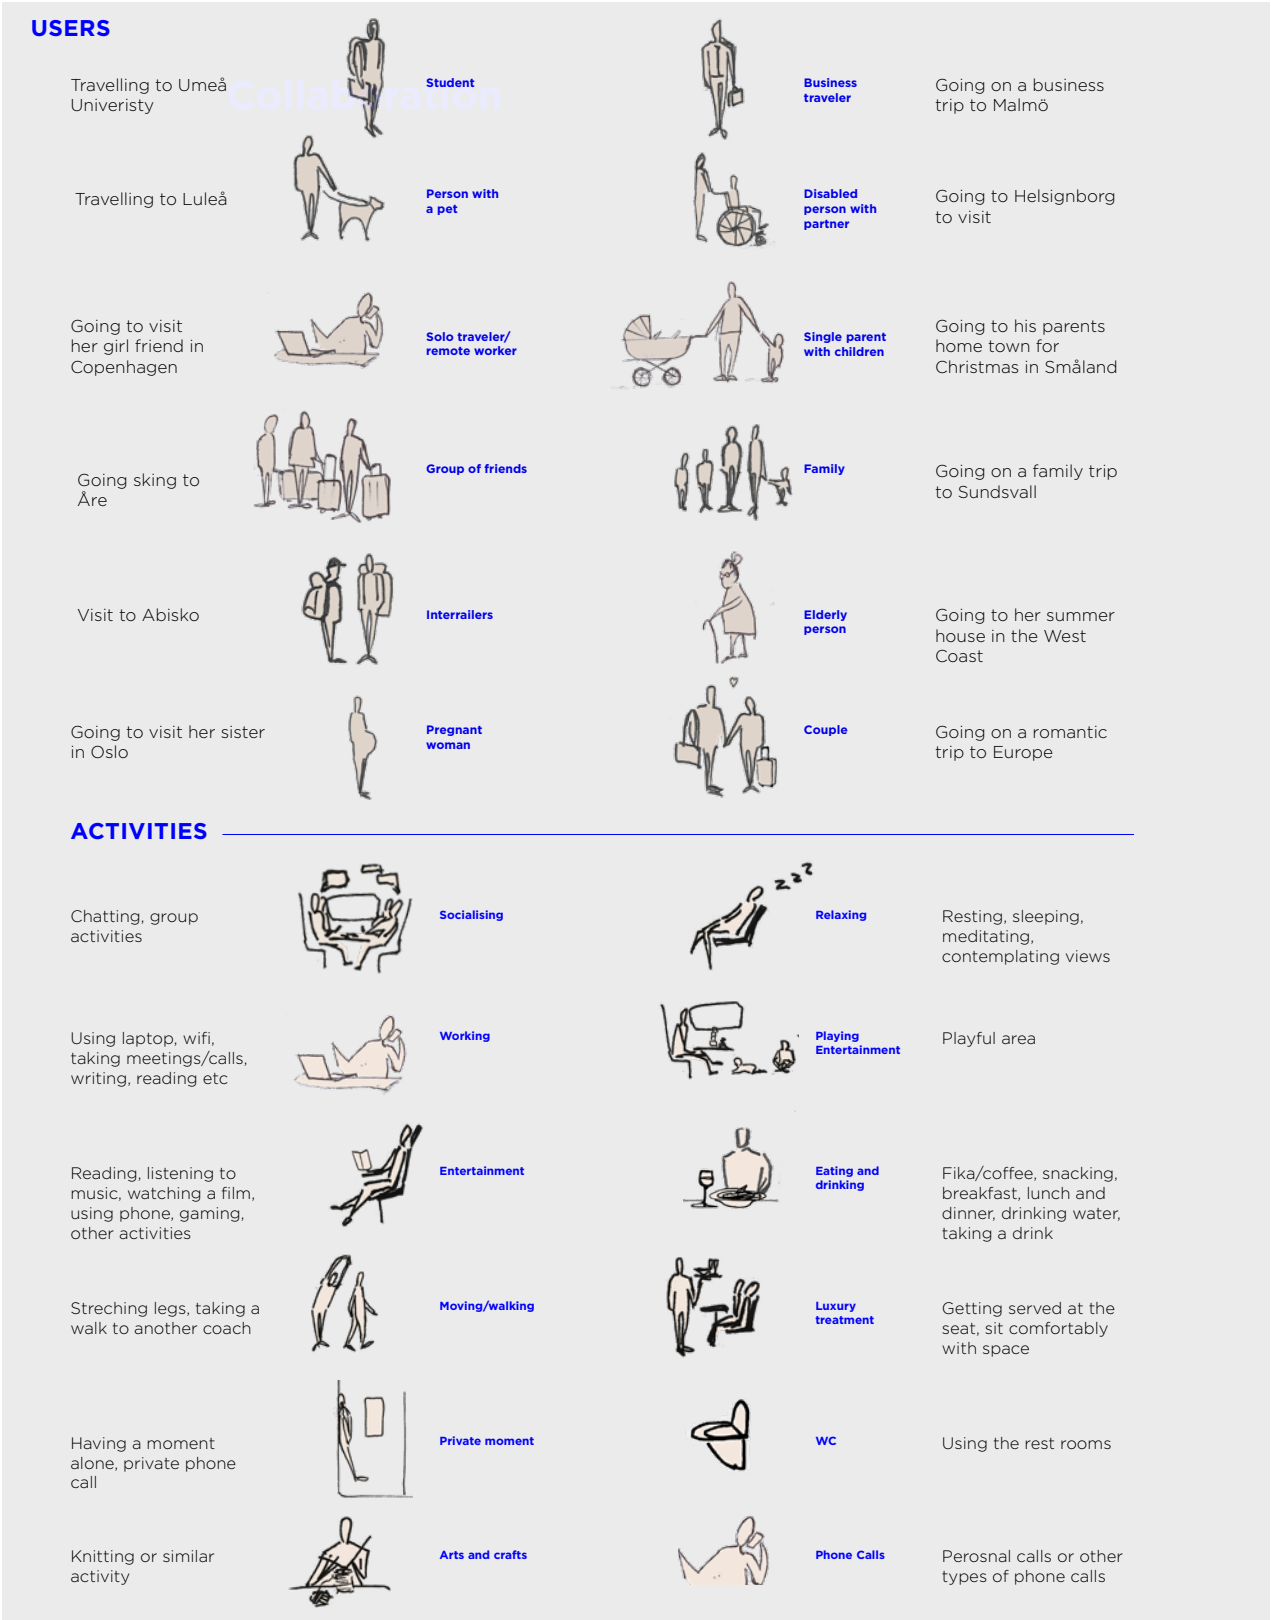 USERS
Collaboration
Travelling to Umeå
Univeristy
Student
Business
traveler
Going on a business
trip to Malmö
Travelling to Luleå
Person with
a pet
Disabled
person with
partner
Going to Helsignborg
to visit
Going to visit
her girl friend in
Copenhagen
Solo traveler/
remote worker
Single parent
with children
Going to his parents
home town for
Christmas in Småland
Going sking to
Åre
Group of friends
Family
Going on a family trip
to Sundsvall
Visit to Abisko
Interrailers
Elderly
person
Going to her summer
house in the West
Coast
Going to visit her sister
in Oslo
Pregnant
woman
Couple
Going on a romantic
trip to Europe
ACTIVITIES
Chatting, group
activities
Socialising
zzz
Relaxing
Resting, sleeping,
meditating,
contemplating views
Using laptop, wifi,
taking meetings/calls,
writing, reading etc
Working
Playing
Entertainment
Playful area
Reading, listening to
music, watching a film,
using phone, gaming,
other activities
Entertainment
Eating and
drinking
Fika/coffee, snacking,
breakfast, lunch and
dinner, drinking water,
taking a drink
Streching legs, taking a
walk to another coach
Moving/walking
Luxury
treatment
Getting served at the
seat, sit comfortably
with space
Having a moment
alone, private phone
call
Private moment
WC
Using the rest rooms
Knitting or similar
activity
Arts and crafts
Phone Calls
Perosnal calls or other
types of phone calls